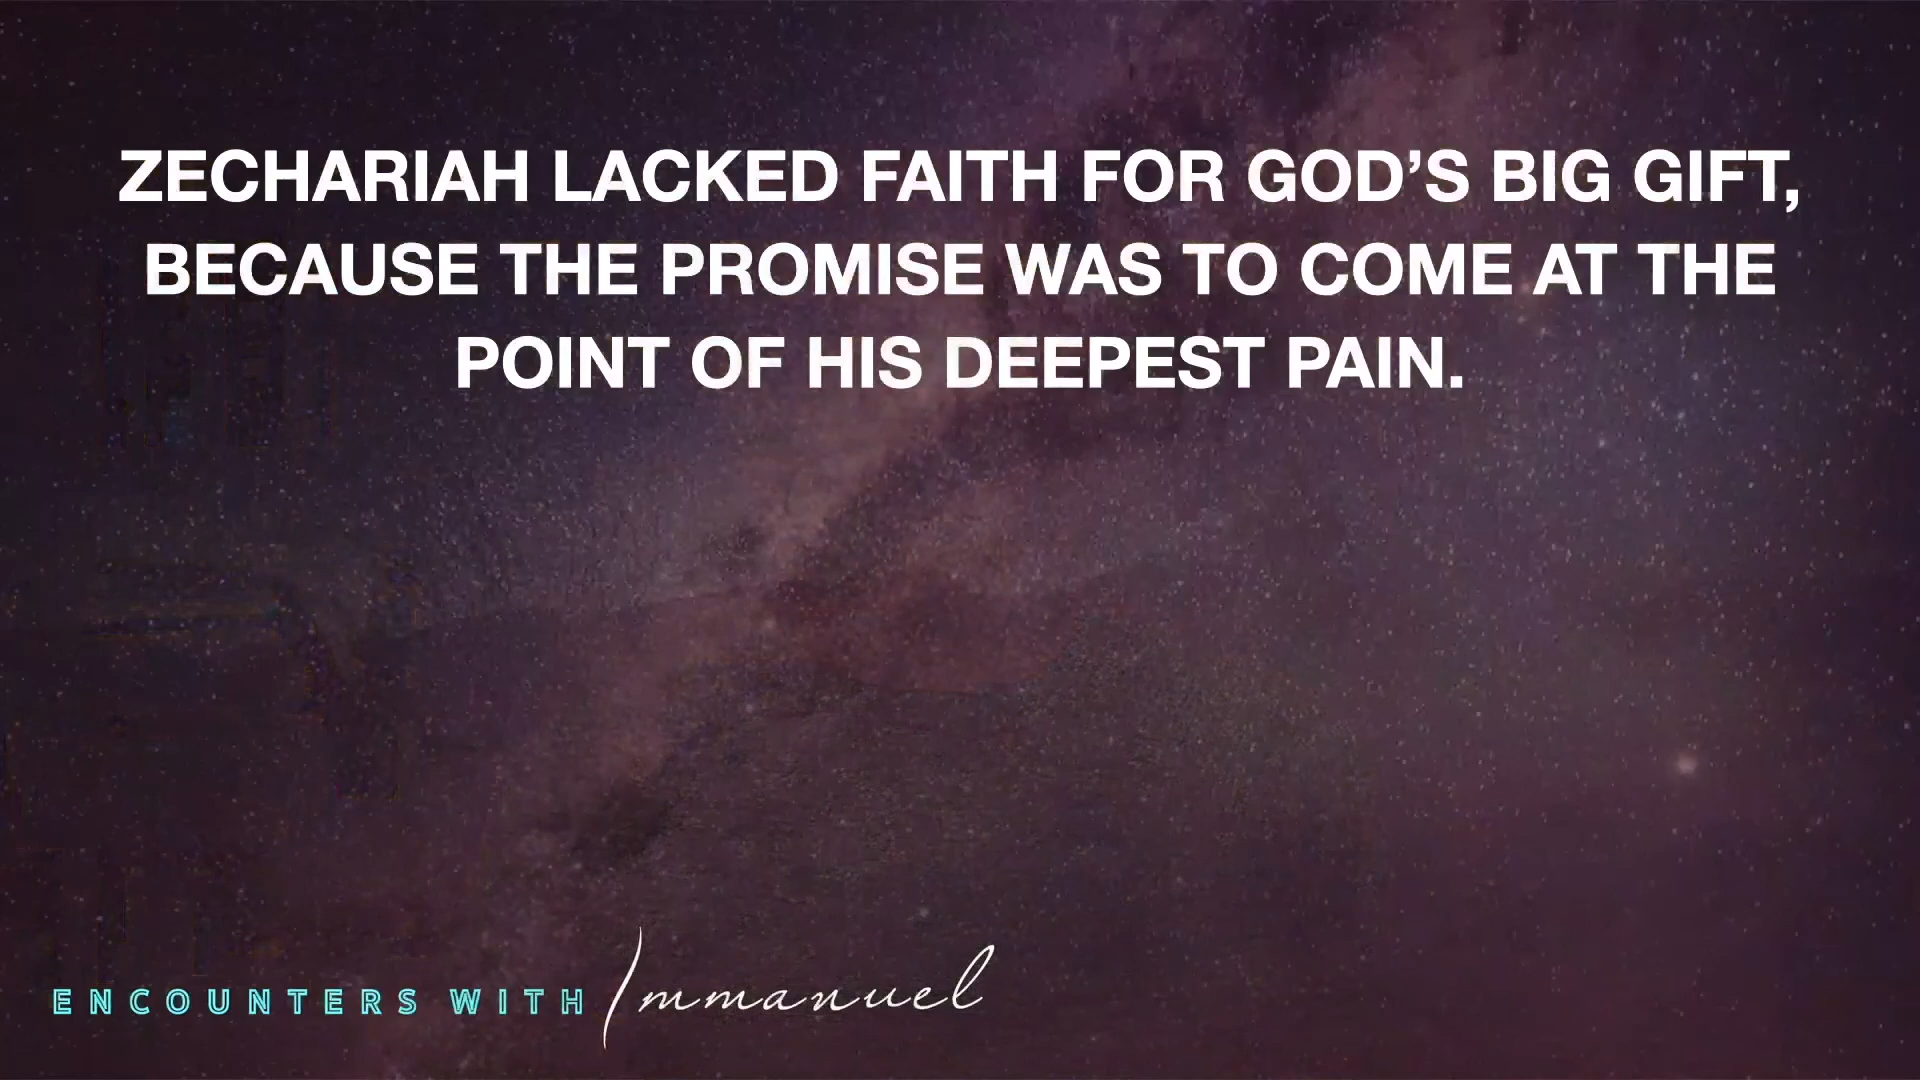 ZECHARIAH LACKED FAITH FOR GOD’S BIG GIFT,
BECAUSE THE PROMISE WAS TO COME AT THE
POINT OF HIS DEEPEST PAIN.
ENCOUNTERS WITH Immanuel